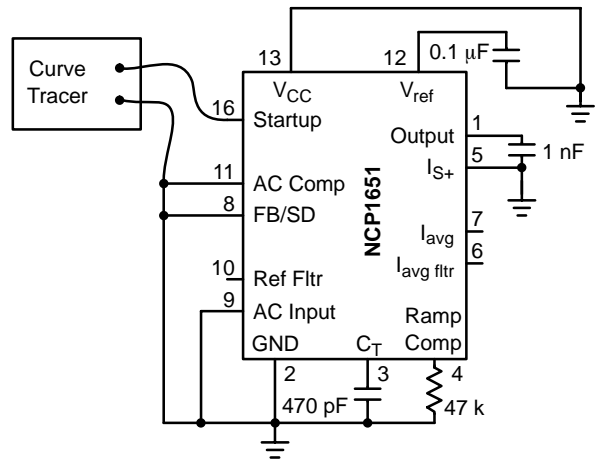 13
12
0.1 μF
Curve
Tracer
VCC
Vref
16
Startup
Output
1
11
AC Comp
IS+
5
1 nF
8
FB/SD
NCP1651
Iavg
7
10
Ref Fltr
Iavg fltr
6
9
AC Input
Ramp
GND
CT
Comp
2
3
4
470 pF
47 k